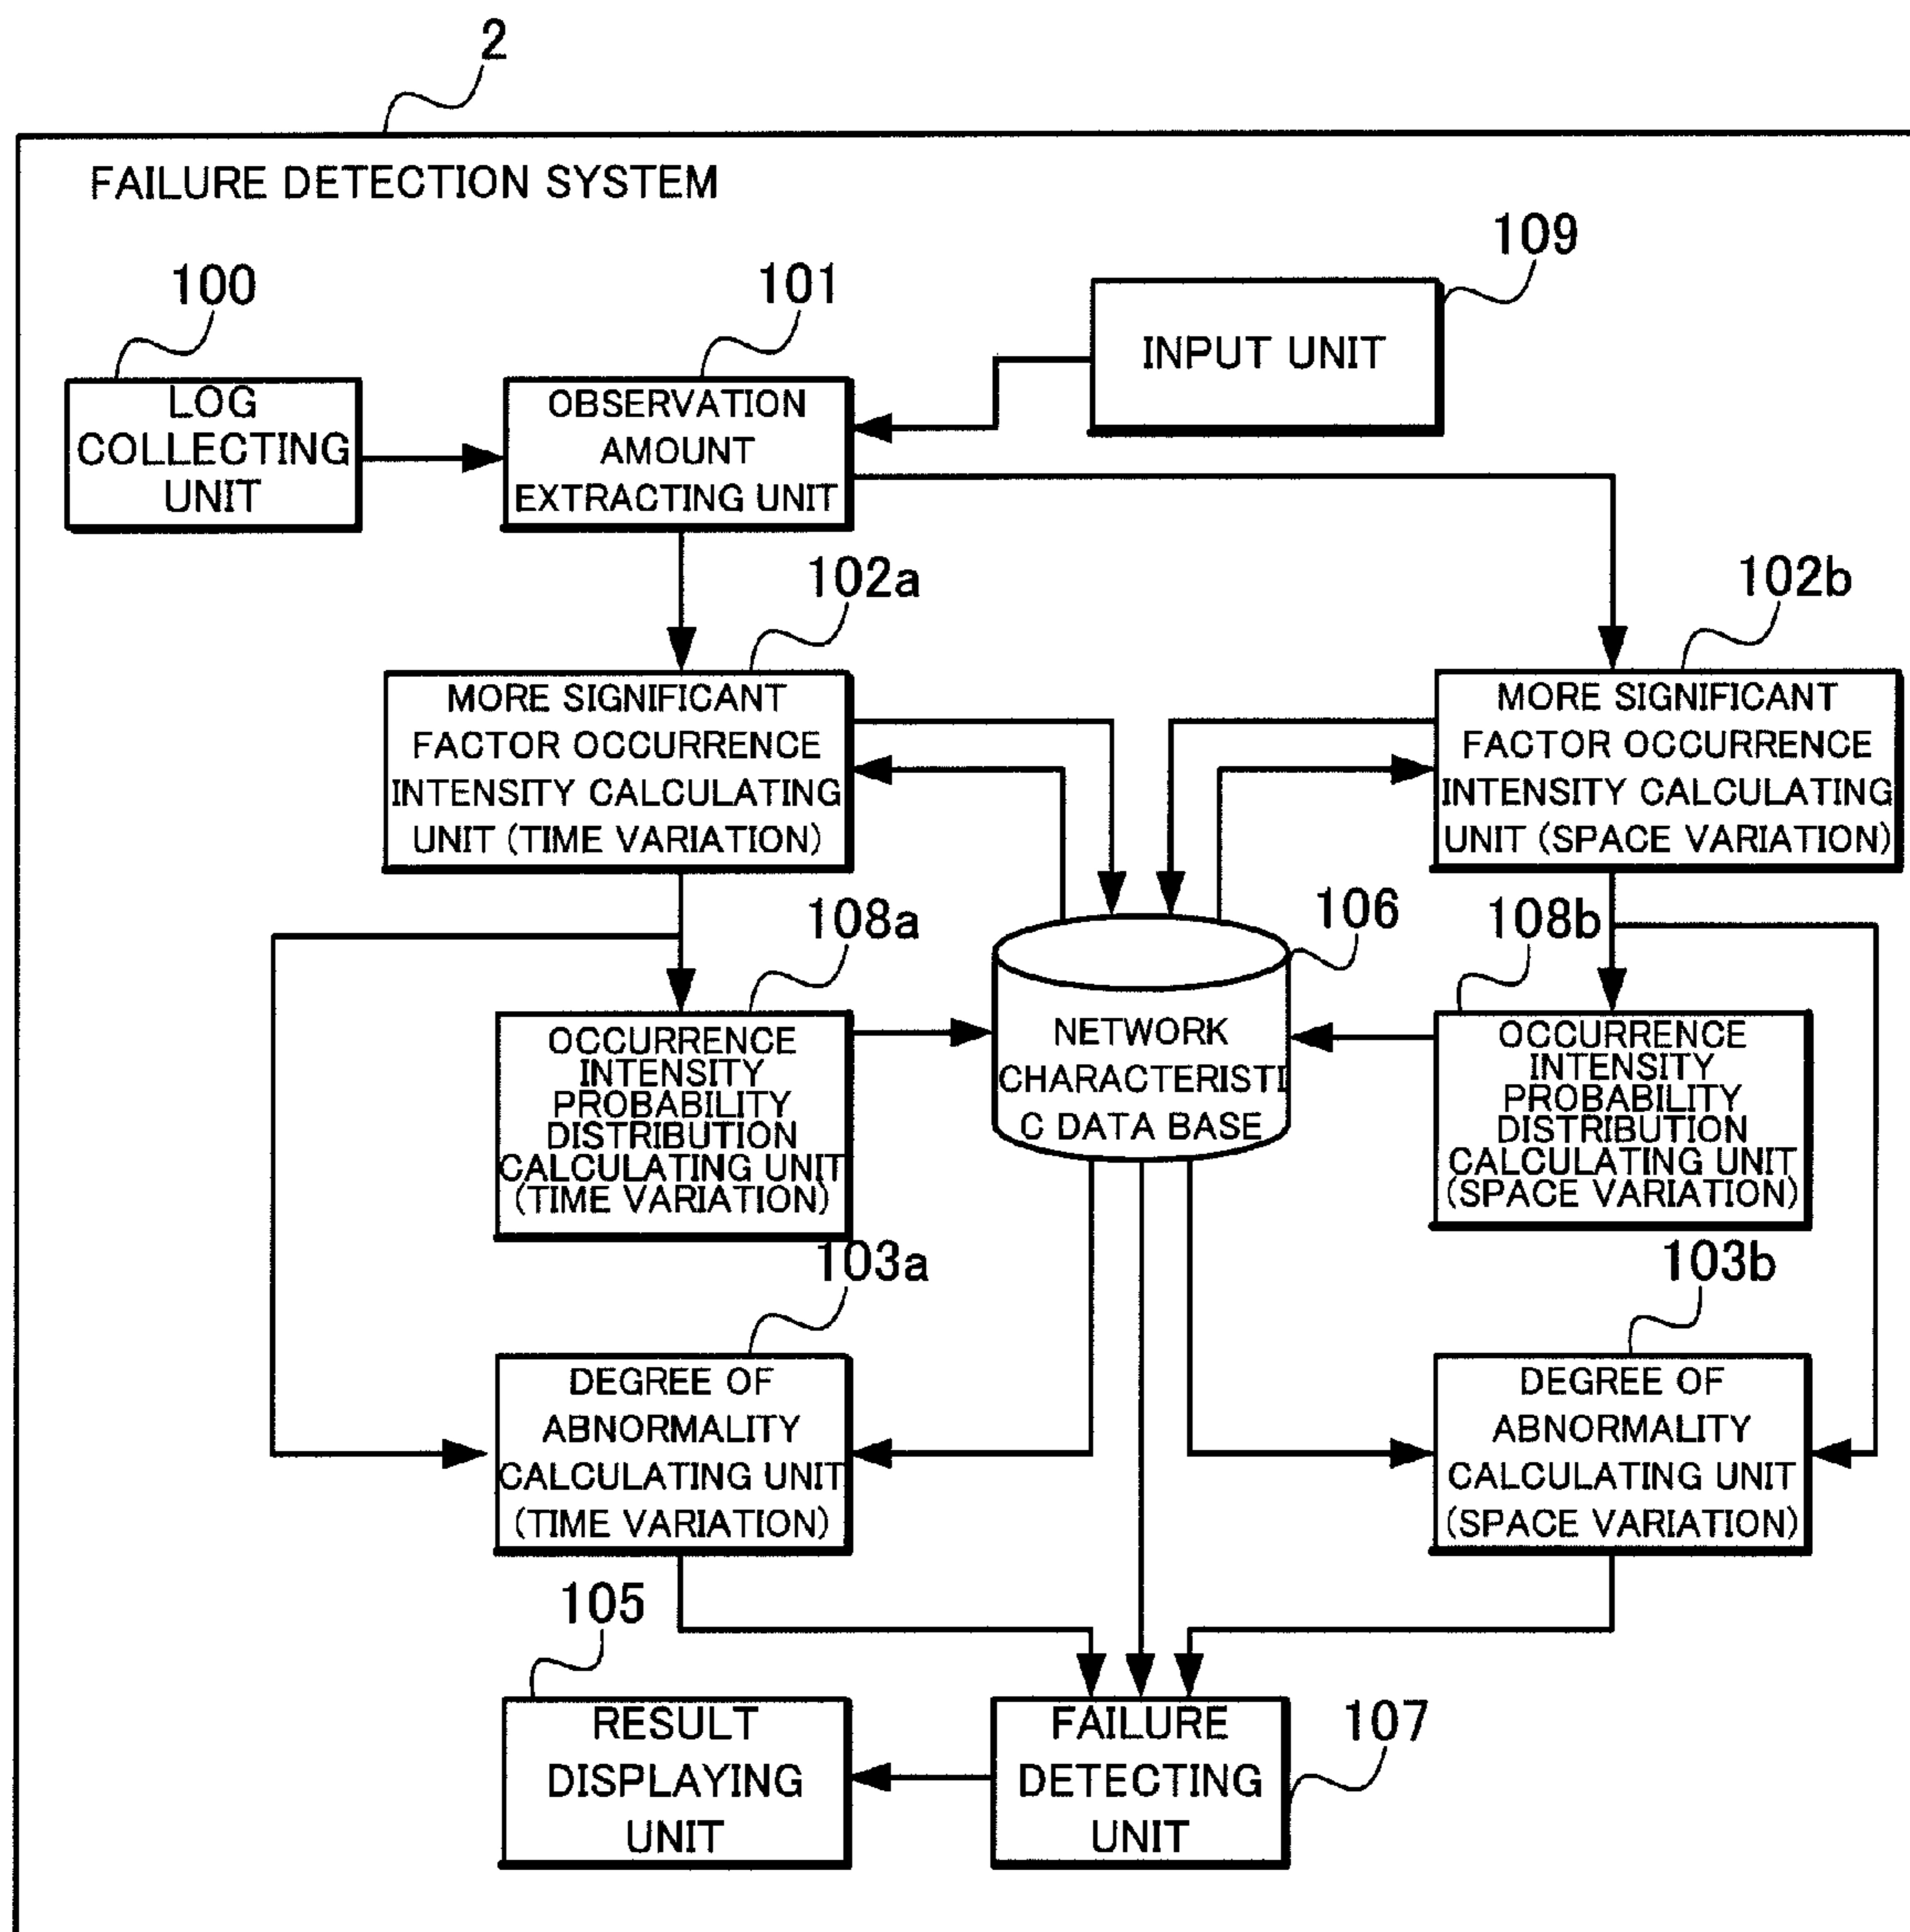 2
FAILURE DETECTION SYSTEM
109
100
101
INPUT UNIT
LOG
COLLECTING
UNIT
OBSERVATION
AMOUNT
EXTRACTING UNIT
102a
102b
MORE SIGNIFICANT
FACTOR OCCURRENCE
INTENSITY CALCULATING
UNIT (TIME VARIATION)
MORE SIGNIFICANT
FACTOR OCCURRENCE
INTENSITY CALCULATING
UNIT (SPACE VARIATION)
108a
106
108b
OCCURRENCE
INTENSITY
PROBABILITY
DISTRIBUTION
CALCULATING UNIT
(TIME VARIATION)
NETWORK
CHARACTERISTI
C DATA BASE
OCCURRENCE
INTENSITY
PROBABILITY
DISTRIBUTION
CALCULATING UNIT
(SPACE VARIATION)
103a
103b
DEGREE OF
ABNORMALITY
CALCULATING UNIT
(TIME VARIATION)
DEGREE OF
ABNORMALITY
CALCULATING UNIT
(SPACE VARIATION)
105
107
RESULT
DISPLAYING
UNIT
FAILURE
DETECTING
UNIT